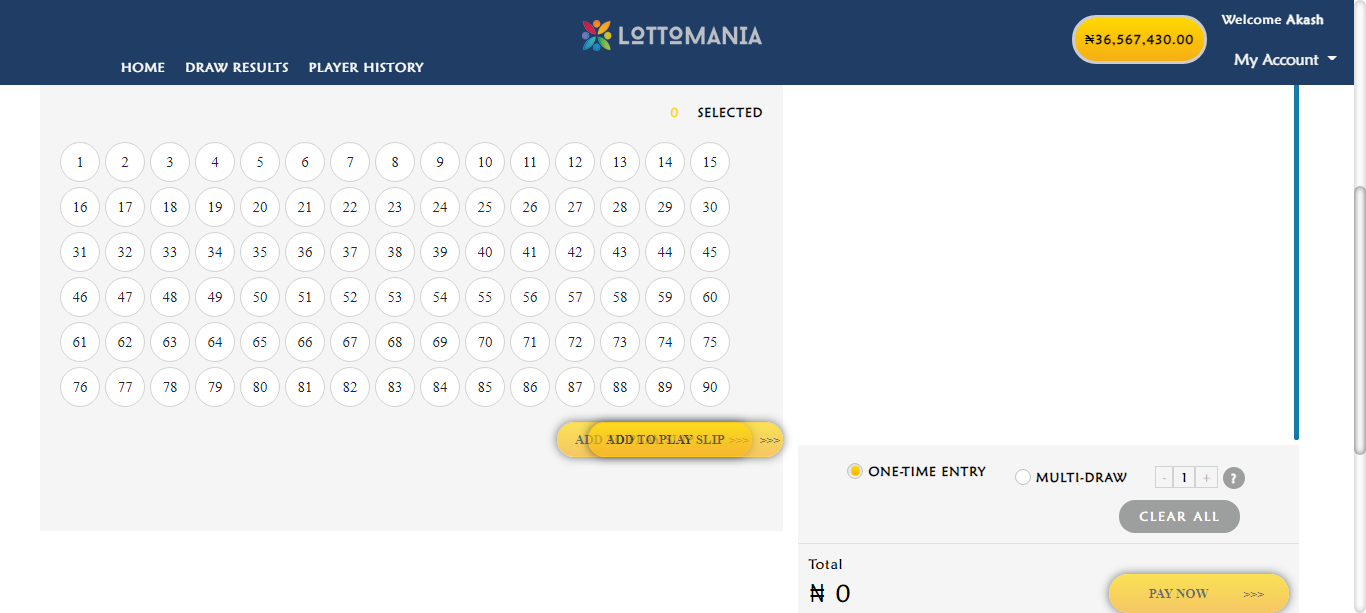 LOTTOMANIA
₦36,567,430.00
Welcome Akash
My Account
HOME DRAW RESULTS PLAYER HISTORY
0 SELECTED
1 2 3 4 5 6 7 8 9 10 11 12 13 14 15
16 17 18 19 20 21 22 23 24 25 26 27 28 29 30
31 32 33 34 35 36 37 38 39 40 41 42 43 44 45
46 47 48 49 50 51 52 53 54 55 56 57 58 59 60
61 62 63 64 65 66 67 68 69 70 71 72 73 74 75
76 77 78 79 80 81 82 83 84 85 86 87 88 89 90
ADD ADD TO PLAY SLIP >>> >>>
ONE-TIME ENTRY MULTI-DRAW - 1 + ?
CLEAR ALL
Total
₦ 0
PAY NOW >>>